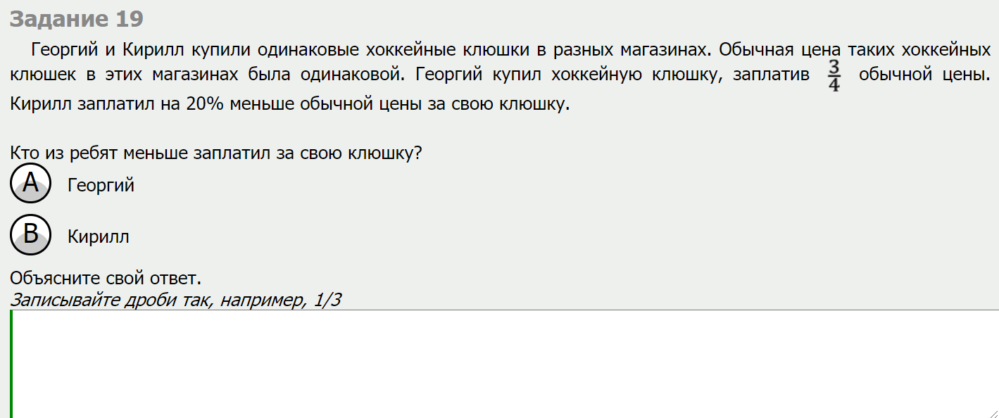 Задание 19
Георгий и Кирилл купили одинаковые хоккейные клюшки в разных магазинах. Обычная цена таких хоккейных
клюшек в этих магазинах была одинаковой. Георгий купил хоккейную клюшку, заплатив 3/4 обычной цены.
Кирилл заплатил на 20% меньше обычной цены за свою клюшку.
Кто из ребят меньше заплатил за свою клюшку?
A Георгий
B Кирилл
Объясните свой ответ.
Записывайте дроби так, например, 1/3